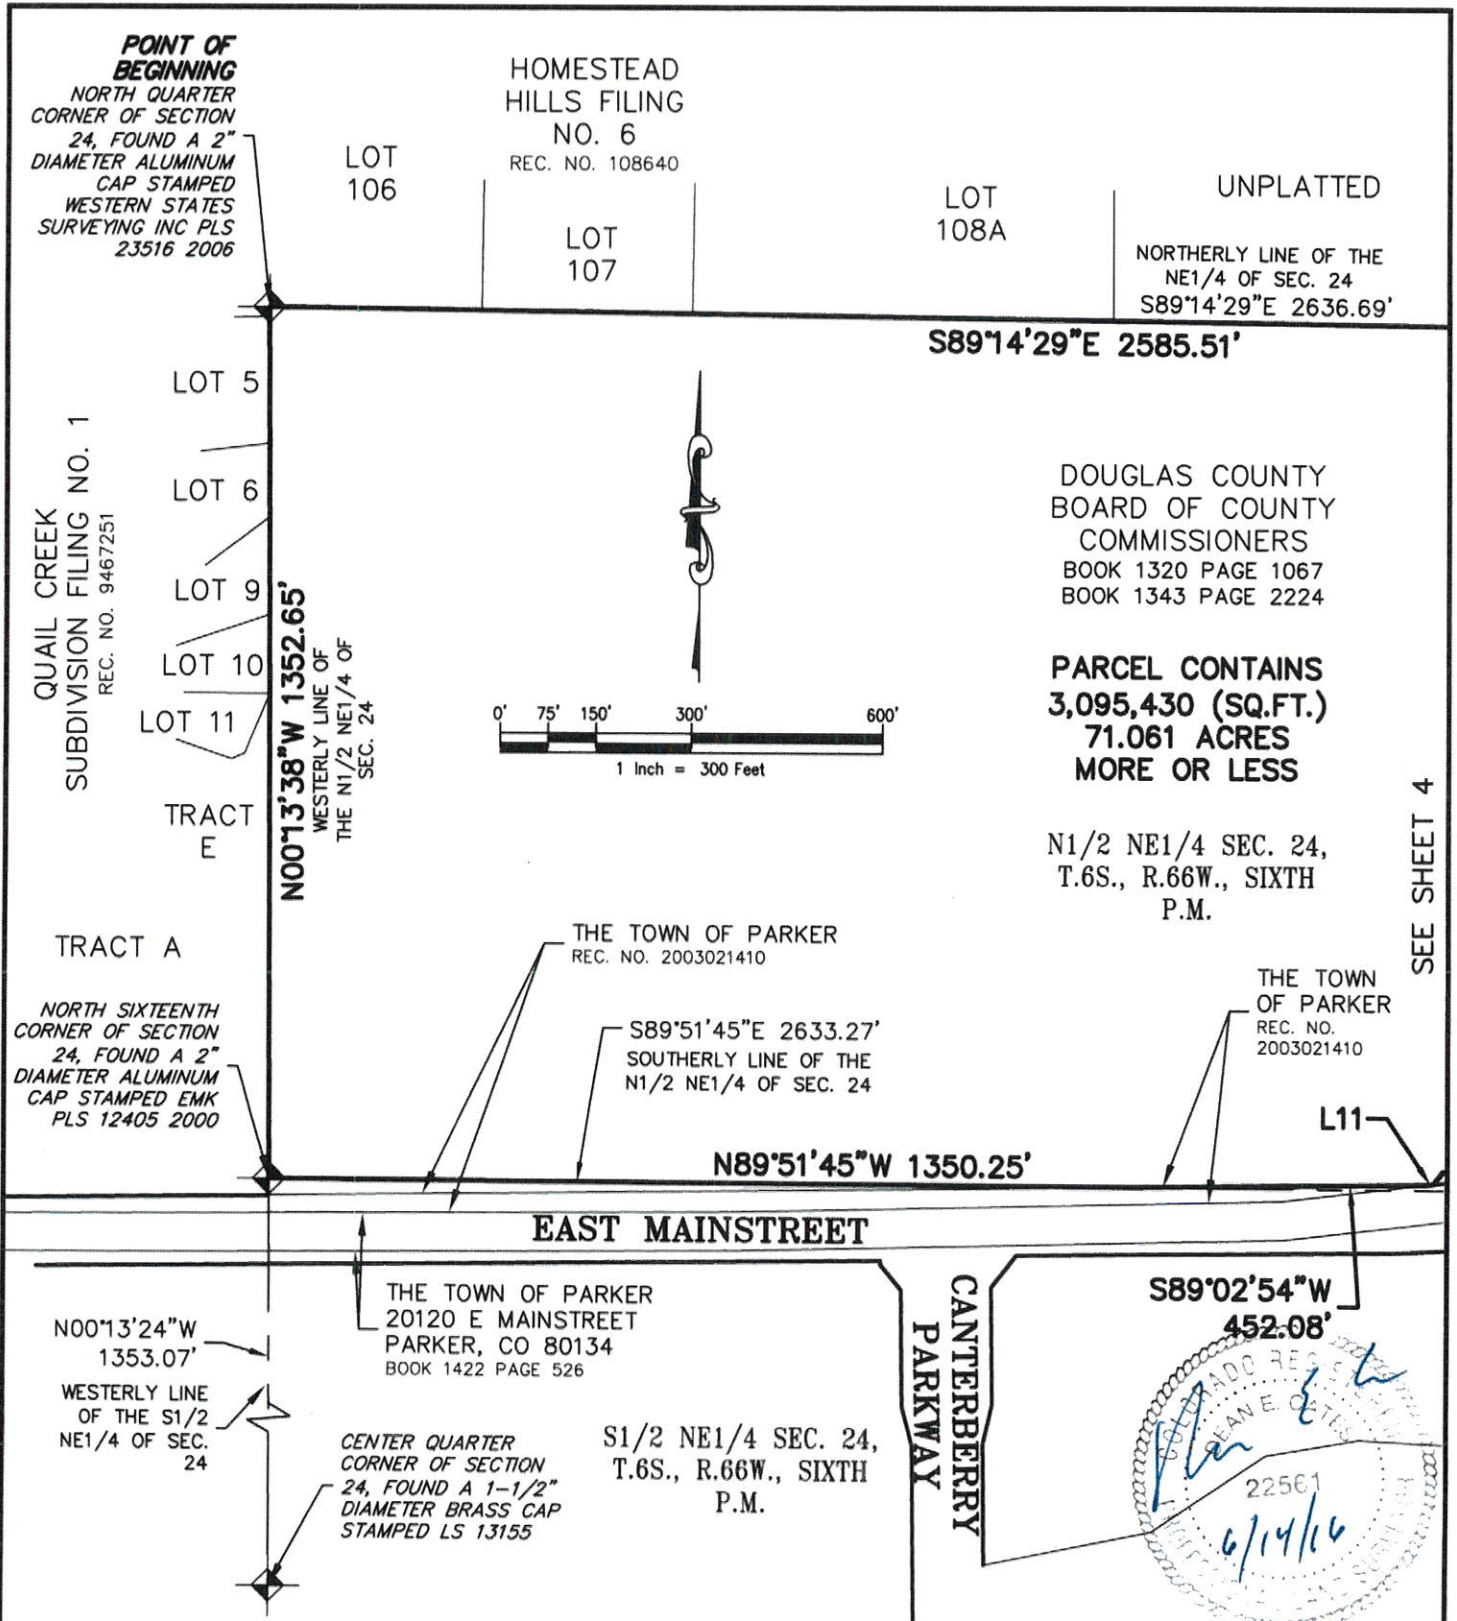 POINT OF
BEGINNING
NORTH QUARTER
CORNER OF SECTION
24, FOUND A 2"
DIAMETER ALUMINUM
CAP STAMPED
WESTERN STATES
SURVEYING INC PLS
23516 2006
LOT
106
HOMESTEAD
HILLS FILING
NO. 6
REC. NO. 108640
LOT
107
LOT
108A
UNPLATTED
NORTHERLY LINE OF THE
NE1/4 OF SEC. 24
S89°14'29"E 2636.69'
S89°14'29"E 2585.51'
LOT 5
LOT 6
LOT 9
LOT 10
LOT 11
QUAIL CREEK
SUBDIVISION FILING NO. 1
REC. NO. 9467251
TRACT
E
N00°13'38"W 1352.65'
WESTERLY LINE OF
THE N1/2 NE1/4 OF
SEC. 24
0' 75' 150' 300' 600'
1 Inch = 300 Feet
DOUGLAS COUNTY
BOARD OF COUNTY
COMMISSIONERS
BOOK 1320 PAGE 1067
BOOK 1343 PAGE 2224
PARCEL CONTAINS
3,095,430 (SQ.FT.)
71.061 ACRES
MORE OR LESS
N1/2 NE1/4 SEC. 24,
T.6S., R.66W., SIXTH
P.M.
SEE SHEET 4
TRACT A
NORTH SIXTEENTH
CORNER OF SECTION
24, FOUND A 2"
DIAMETER ALUMINUM
CAP STAMPED EMK
PLS 12405 2000
THE TOWN OF PARKER
REC. NO. 2003021410
S89°51'45"E 2633.27'
SOUTHERLY LINE OF THE
N1/2 NE1/4 OF SEC. 24
THE TOWN
OF PARKER
REC. NO.
2003021410
L11
N89°51'45"W 1350.25'
EAST MAINSTREET
N00°13'24"W
1353.07'
WESTERLY LINE
OF THE S1/2
NE1/4 OF SEC.
24
THE TOWN OF PARKER
20120 E MAINSTREET
PARKER, CO 80134
BOOK 1422 PAGE 526
CENTER QUARTER
CORNER OF SECTION
24, FOUND A 1-1/2"
DIAMETER BRASS CAP
STAMPED LS 13155
S1/2 NE1/4 SEC. 24,
T.6S., R.66W., SIXTH
P.M.
CANTERBERRY
PARKWAY
S89°02'54"W
452.08'
COLORADO
DEAN E.
22561
6/14/16